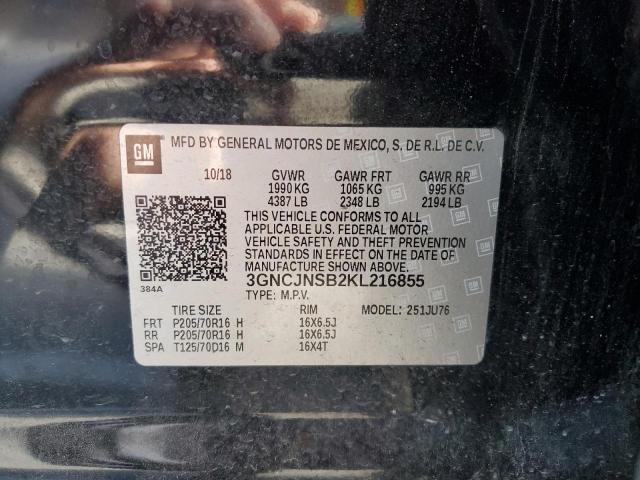 GM
MFD BY GENERAL MOTORS DE MEXICO, S. DE R.L. DE C.V.
10/18 GVWR GAWR FRT GAWR RR
1990 KG 1065 KG 995 KG
4387 LB 2348 LB 2194 LB
THIS VEHICLE CONFORMS TO ALL
APPLICABLE U.S. FEDERAL MOTOR
VEHICLE SAFETY AND THEFT PREVENTION
STANDARDS IN EFFECT ON THE DATE OF
MANUFACTURE SHOWN ABOVE.
384A 3GNCJNSB2KL216855
TYPE: M.P.V.
TIRE SIZE RIM MODEL: 251JU76
FRT P205/70R16 H 16X6.5J
RR P205/70R16 H 16X6.5J
SPA T125/70D16 M 16X4T